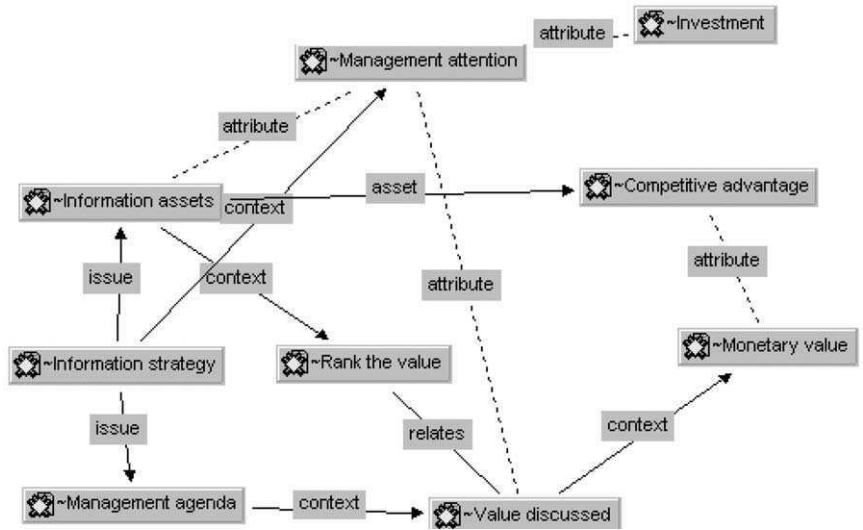 attribute
~Investment
~Management attention
attribute
~Information assets
asset
~Competitive advantage
context
issue
context
attribute
attribute
~Information strategy
~Rank the value
~Monetary value
issue
relates
context
~Management agenda
context
~Value discussed